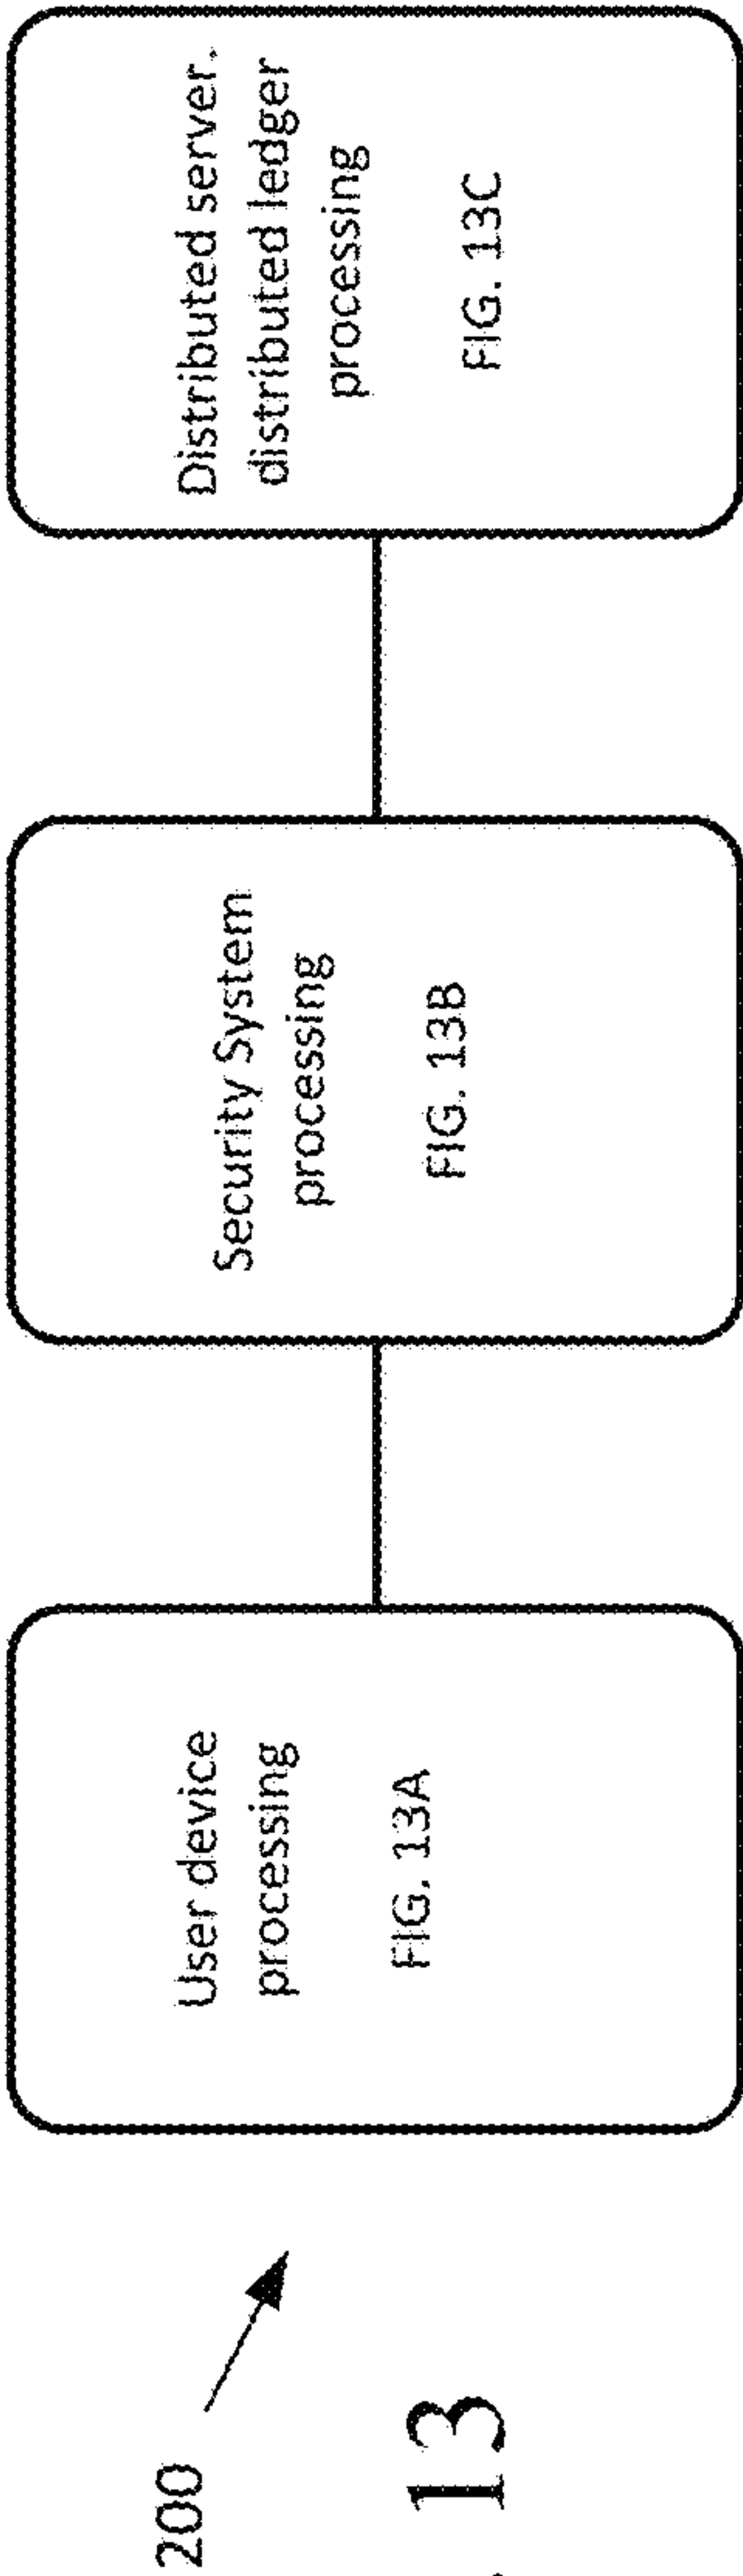 200
. 13
User device
processing
FIG. 13A
Security System
processing
FIG. 13B
Distributed server,
distributed ledger
processing
FIG. 13C